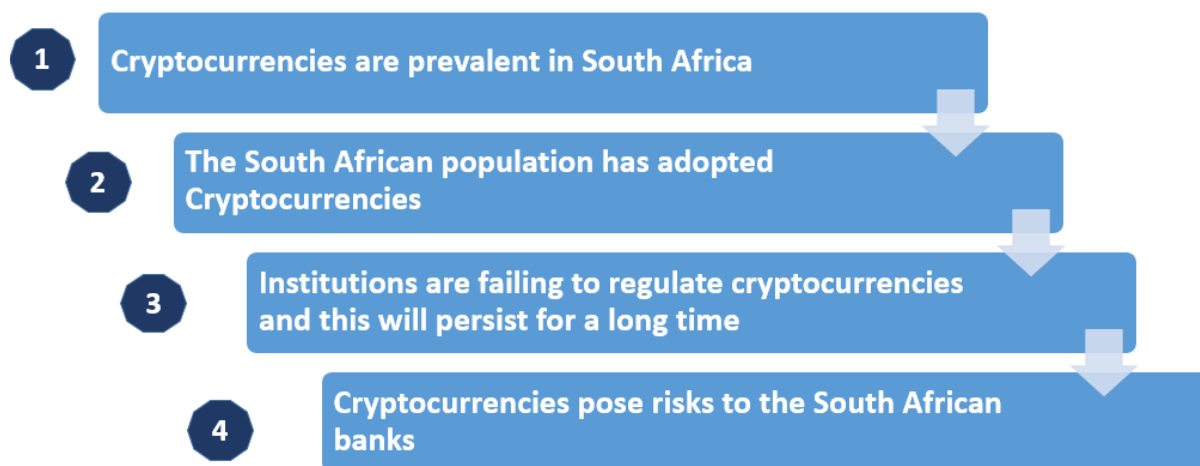 1
Cryptocurrencies are prevalent in South Africa
2
The South African population has adopted
Cryptocurrencies
3
Institutions are failing to regulate cryptocurrencies
and this will persist for a long time
4
Cryptocurrencies pose risks to the South African
banks